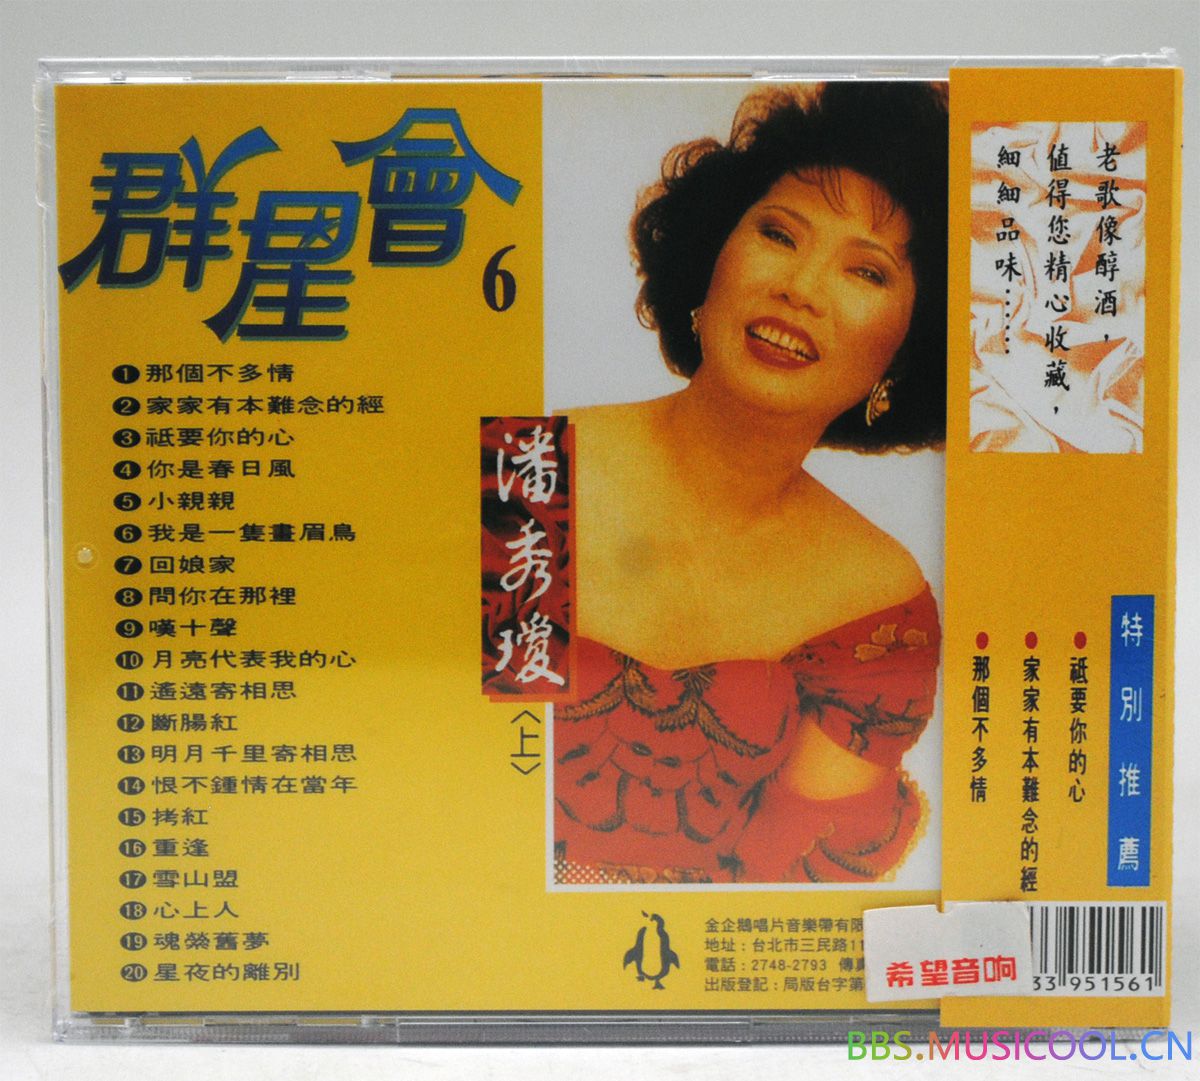 群星會
6
1 那個不多情
2 家家有本難念的經
3 祗要你的心
4 你是春日風
5 小親親
6 我是一隻畫眉鳥
7 回娘家
8 問你在那裡
9 嘆十聲
10 月亮代表我的心
11 遙遠寄相思
12 斷腸紅
13 明月千里寄相思
14 恨不鍾情在當年
15 拷紅
16 重逢
17 雪山盟
18 心上人
19 魂縈舊夢
20 星夜的離別
潘秀瓊
〈上〉
金企鵝唱片音樂帶有限
地址：台北市三民路11
電話：2748-2793 傳真
出版登記：局版台字第
老歌像醇酒，
值得您精心收藏，
細細品味……
特別推薦
●祗要你的心
●家家有本難念的經
●那個不多情
希望音响
33 951561
BBS.MUSICOOL.CN